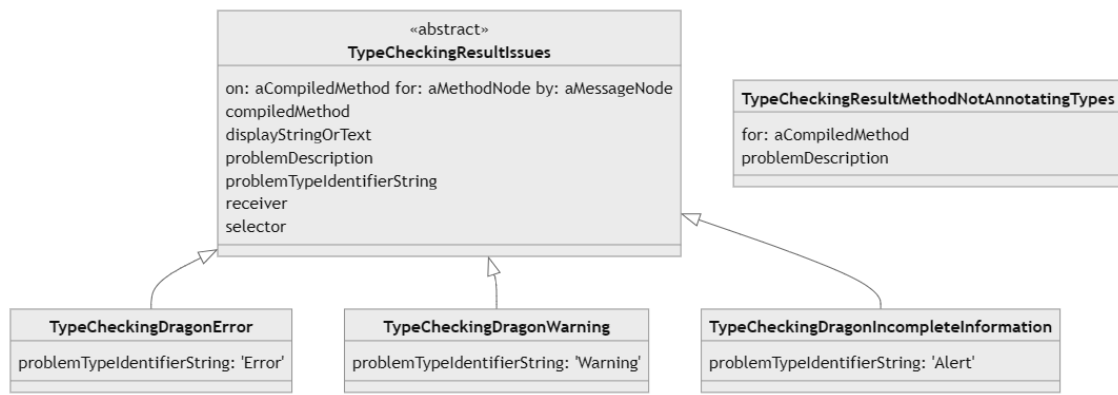 «abstract»
TypeCheckingResultIssues
on: aCompiledMethod for: aMethodNode by: aMessageNode
compiledMethod
displayStringOrText
problemDescription
problemTypeIdentifierString
receiver
selector
TypeCheckingResultMethodNotAnnotatingTypes
for: aCompiledMethod
problemDescription
TypeCheckingDragonError
problemTypeIdentifierString: 'Error'
TypeCheckingDragonWarning
problemTypeIdentifierString: 'Warning'
TypeCheckingDragonIncompleteInformation
problemTypeIdentifierString: 'Alert'